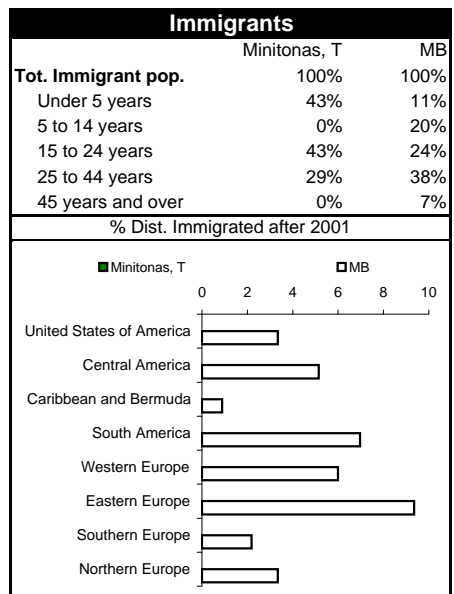 Immigrants
Minitonas, T MB
Tot. Immigrant pop. 100% 100%
Under 5 years 43% 11%
5 to 14 years 0% 20%
15 to 24 years 43% 24%
25 to 44 years 29% 38%
45 years and over 0% 7%
% Dist. Immigrated after 2001
Minitonas, T MB
0 2 4 6 8 10
United States of America
Central America
Caribbean and Bermuda
South America
Western Europe
Eastern Europe
Southern Europe
Northern Europe